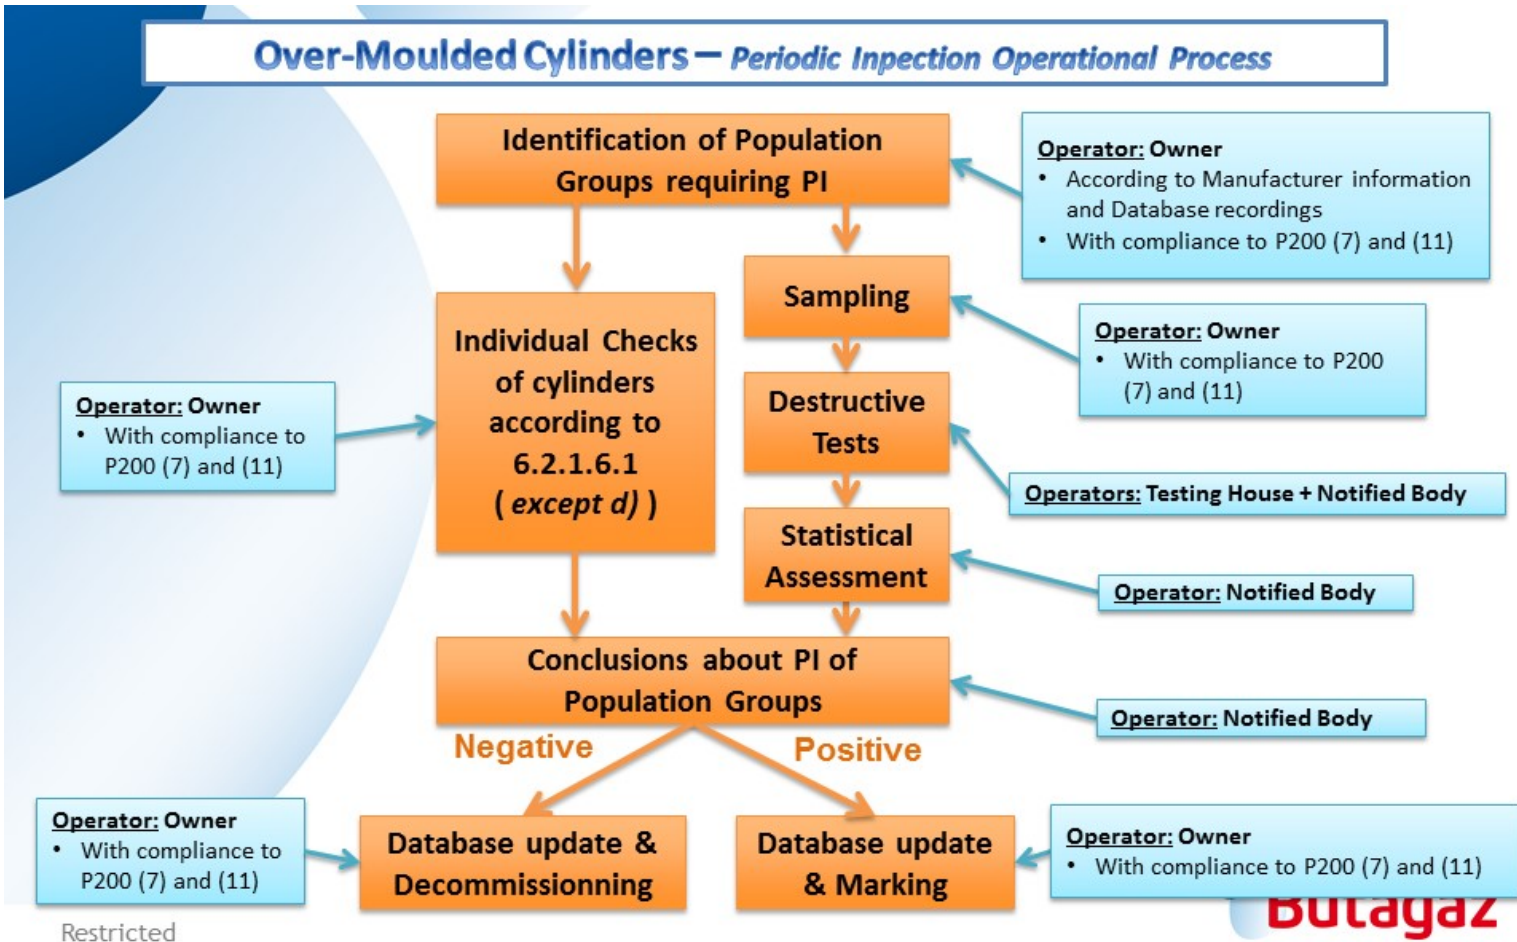 Over-Moulded Cylinders – Periodic Inpection Operational Process
Identification of Population
Groups requiring PI
Operator: Owner
• According to Manufacturer information
and Database recordings
• With compliance to P200 (7) and (11)
Sampling
Operator: Owner
• With compliance to P200
(7) and (11)
Individual Checks
of cylinders
according to
6.2.1.6.1
( except d) )
Operator: Owner
• With compliance to
P200 (7) and (11)
Destructive
Tests
Operators: Testing House + Notified Body
Statistical
Assessment
Operator: Notified Body
Conclusions about PI of
Population Groups
Operator: Notified Body
Negative
Positive
Operator: Owner
• With compliance to
P200 (7) and (11)
Database update &
Decommissionning
Database update
& Marking
Operator: Owner
• With compliance to P200 (7) and (11)
Butagaz
Restricted